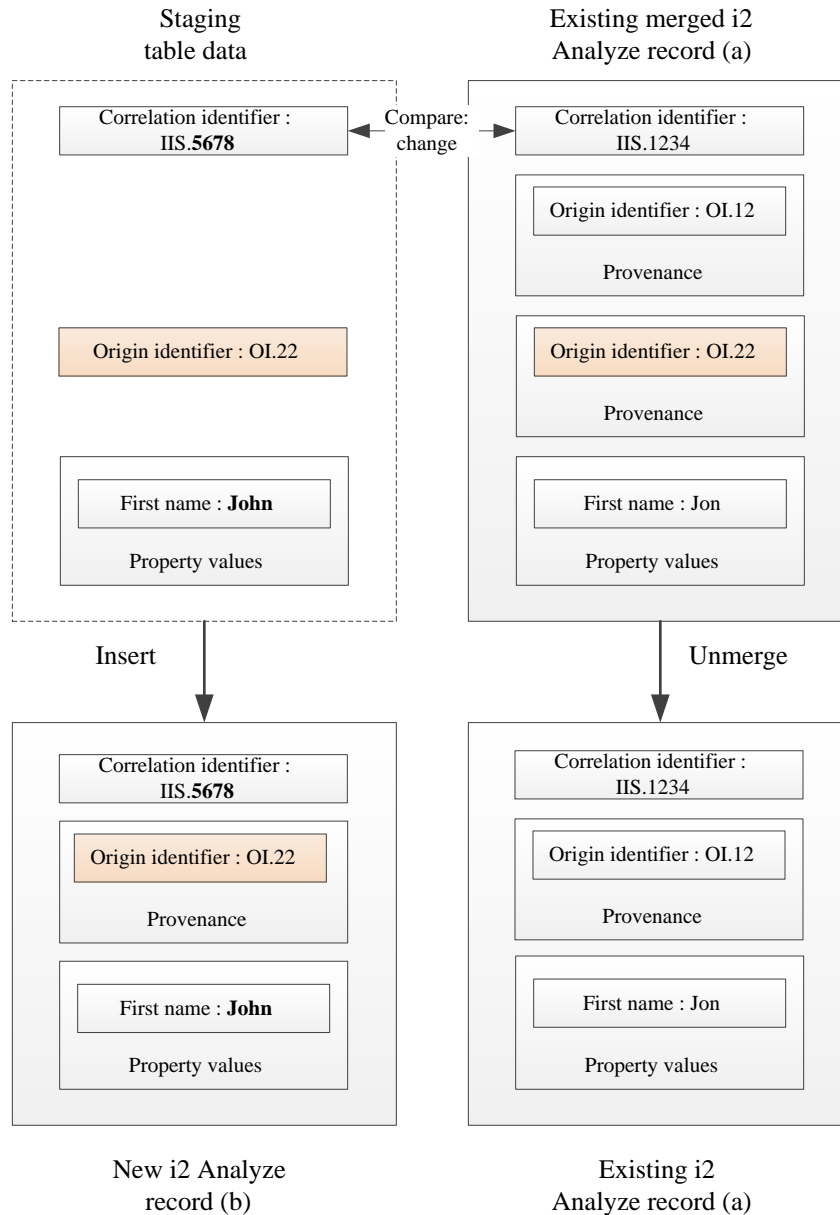 Staging
table data
Existing merged i2
Analyze record (a)
Correlation identifier :
IIS.5678
Compare:
change
Correlation identifier :
IIS.1234
Origin identifier : OI.12
Provenance
Origin identifier : OI.22
Origin identifier : OI.22
Provenance
First name : John
Property values
First name : Jon
Property values
Insert
Unmerge
Correlation identifier :
IIS.5678
Origin identifier : OI.22
Provenance
First name : John
Property values
Correlation identifier :
IIS.1234
Origin identifier : OI.12
Provenance
First name : Jon
Property values
New i2 Analyze
record (b)
Existing i2
Analyze record (a)